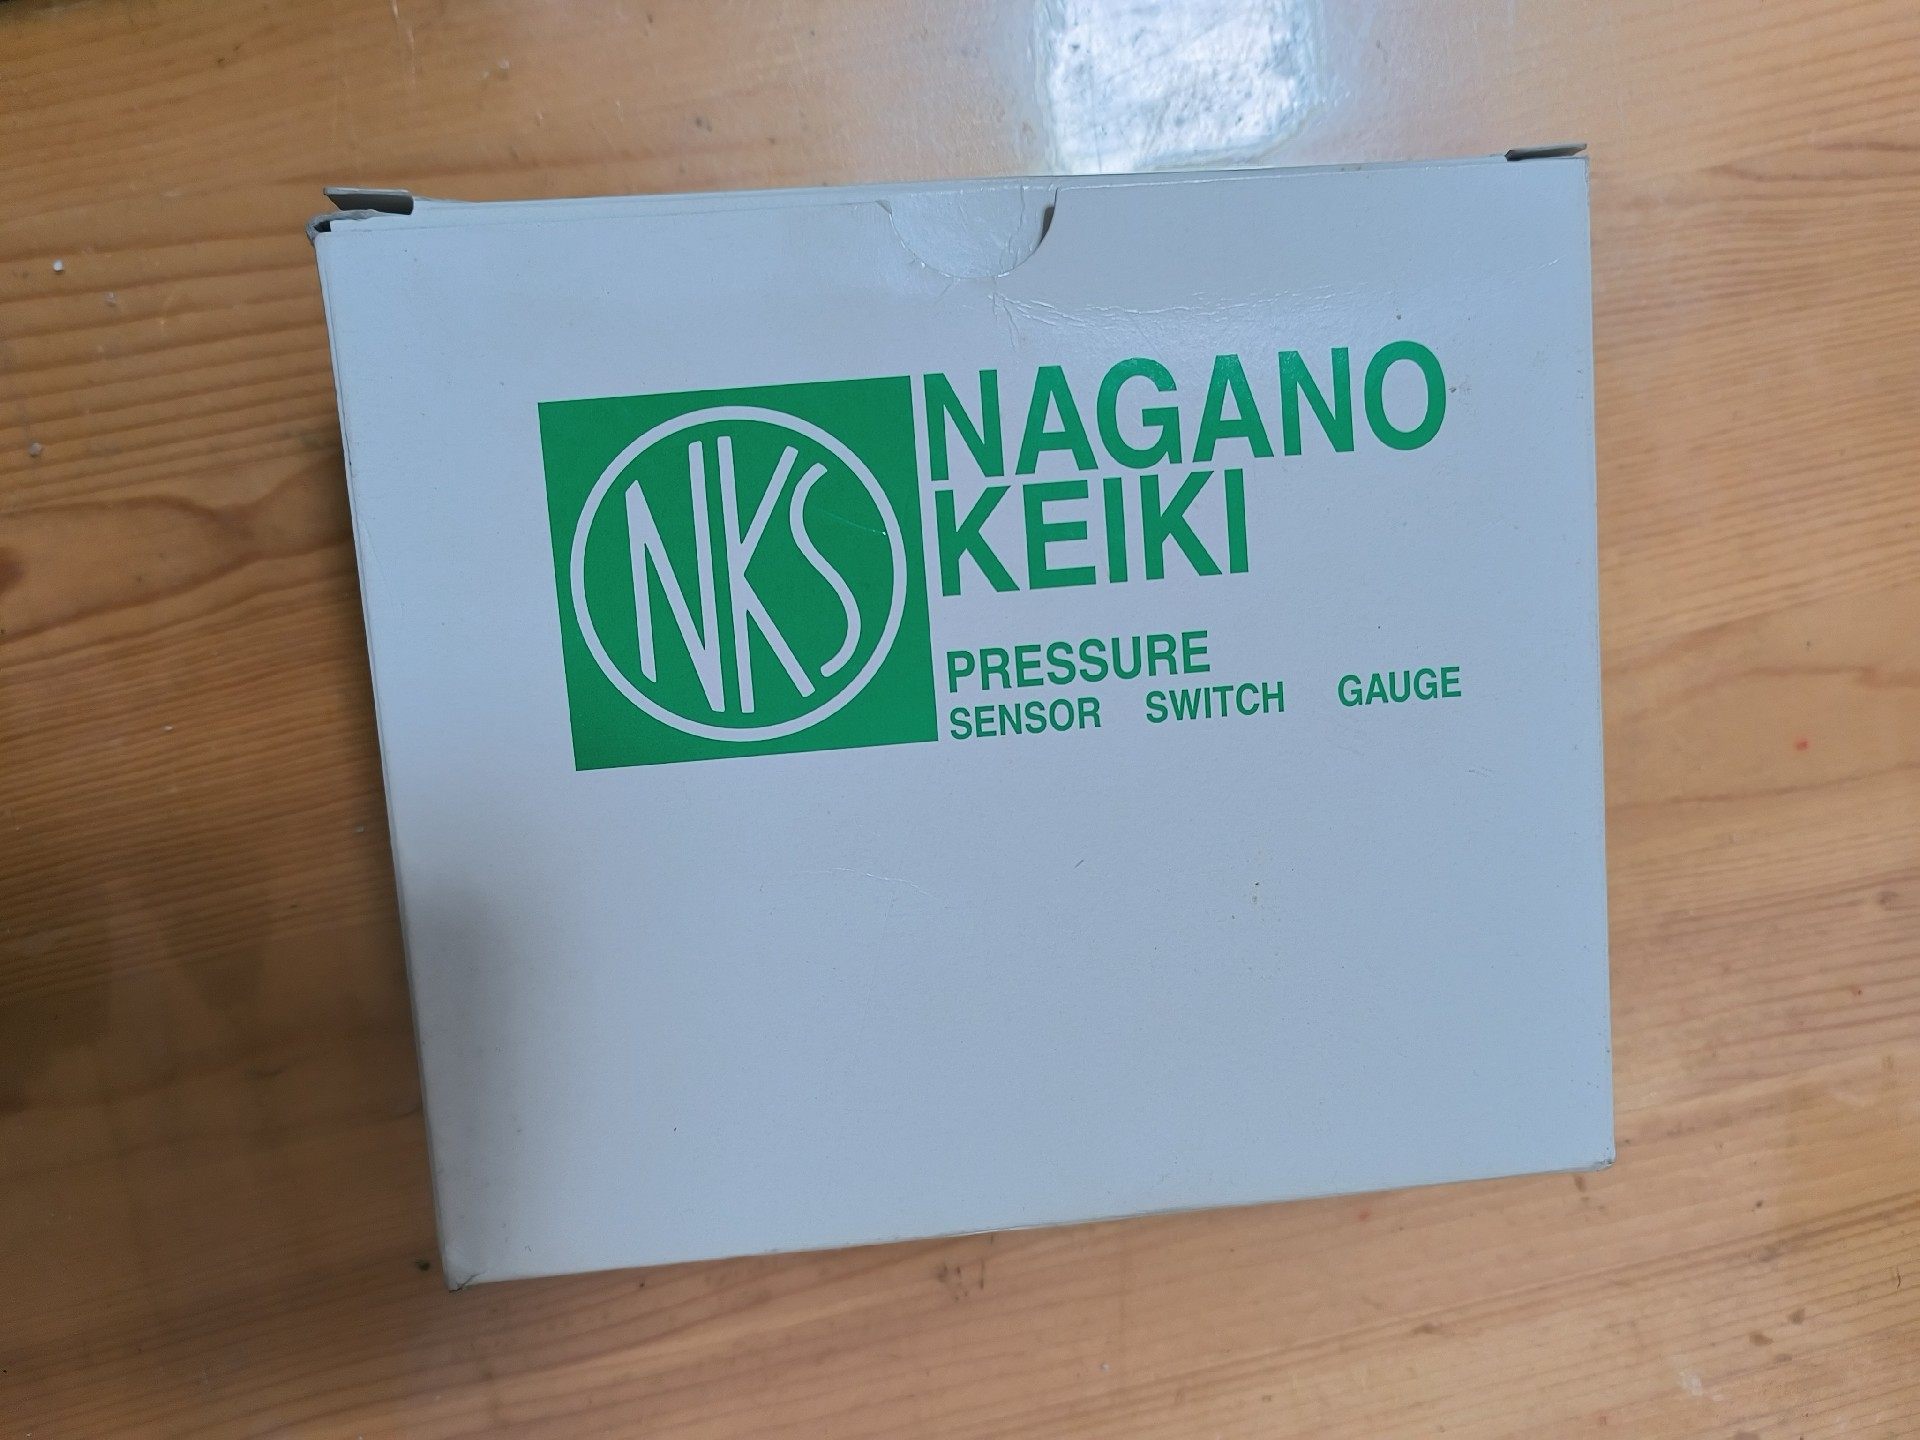 NKS
NAGANO
KEIKI
PRESSURE
SENSOR SWITCH GAUGE